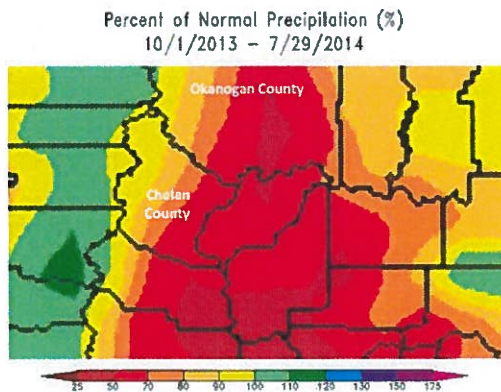 Percent of Normal Precipitation (%)
10/1/2013 – 7/29/2014
Okanogan County
Chelan
County
25 50 70 80 90 100 110 120 130 150 175